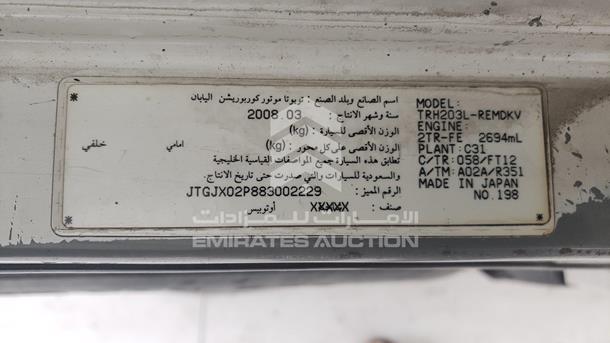 اسم الصانع وبلد الصنع : تويوتا موتور كوربوريشن اليابان
سنة وشهر الانتاج : 2008.03
الوزن الأقصى للسيارة : (kg)
الوزن الأقصى على كل محور : (kg) امامي خلفي
تطابق هذه السيارة جميع المواصفات القياسية الخليجية
والسعودية للسيارات والتي صدرت حتى تاريخ الانتاج.
الرقم المميز : JTGJX02P883002229
صنف : XXXXX أوتوبيس
MODEL:
TRH203L-REMDKV
ENGINE:
2TR-FE 2694mL
PLANT: C31
C/TR: 058/FT12
A/TM: A02A/R351
MADE IN JAPAN
NO.198
الإمارات للمزادات
EMIRATES AUCTION